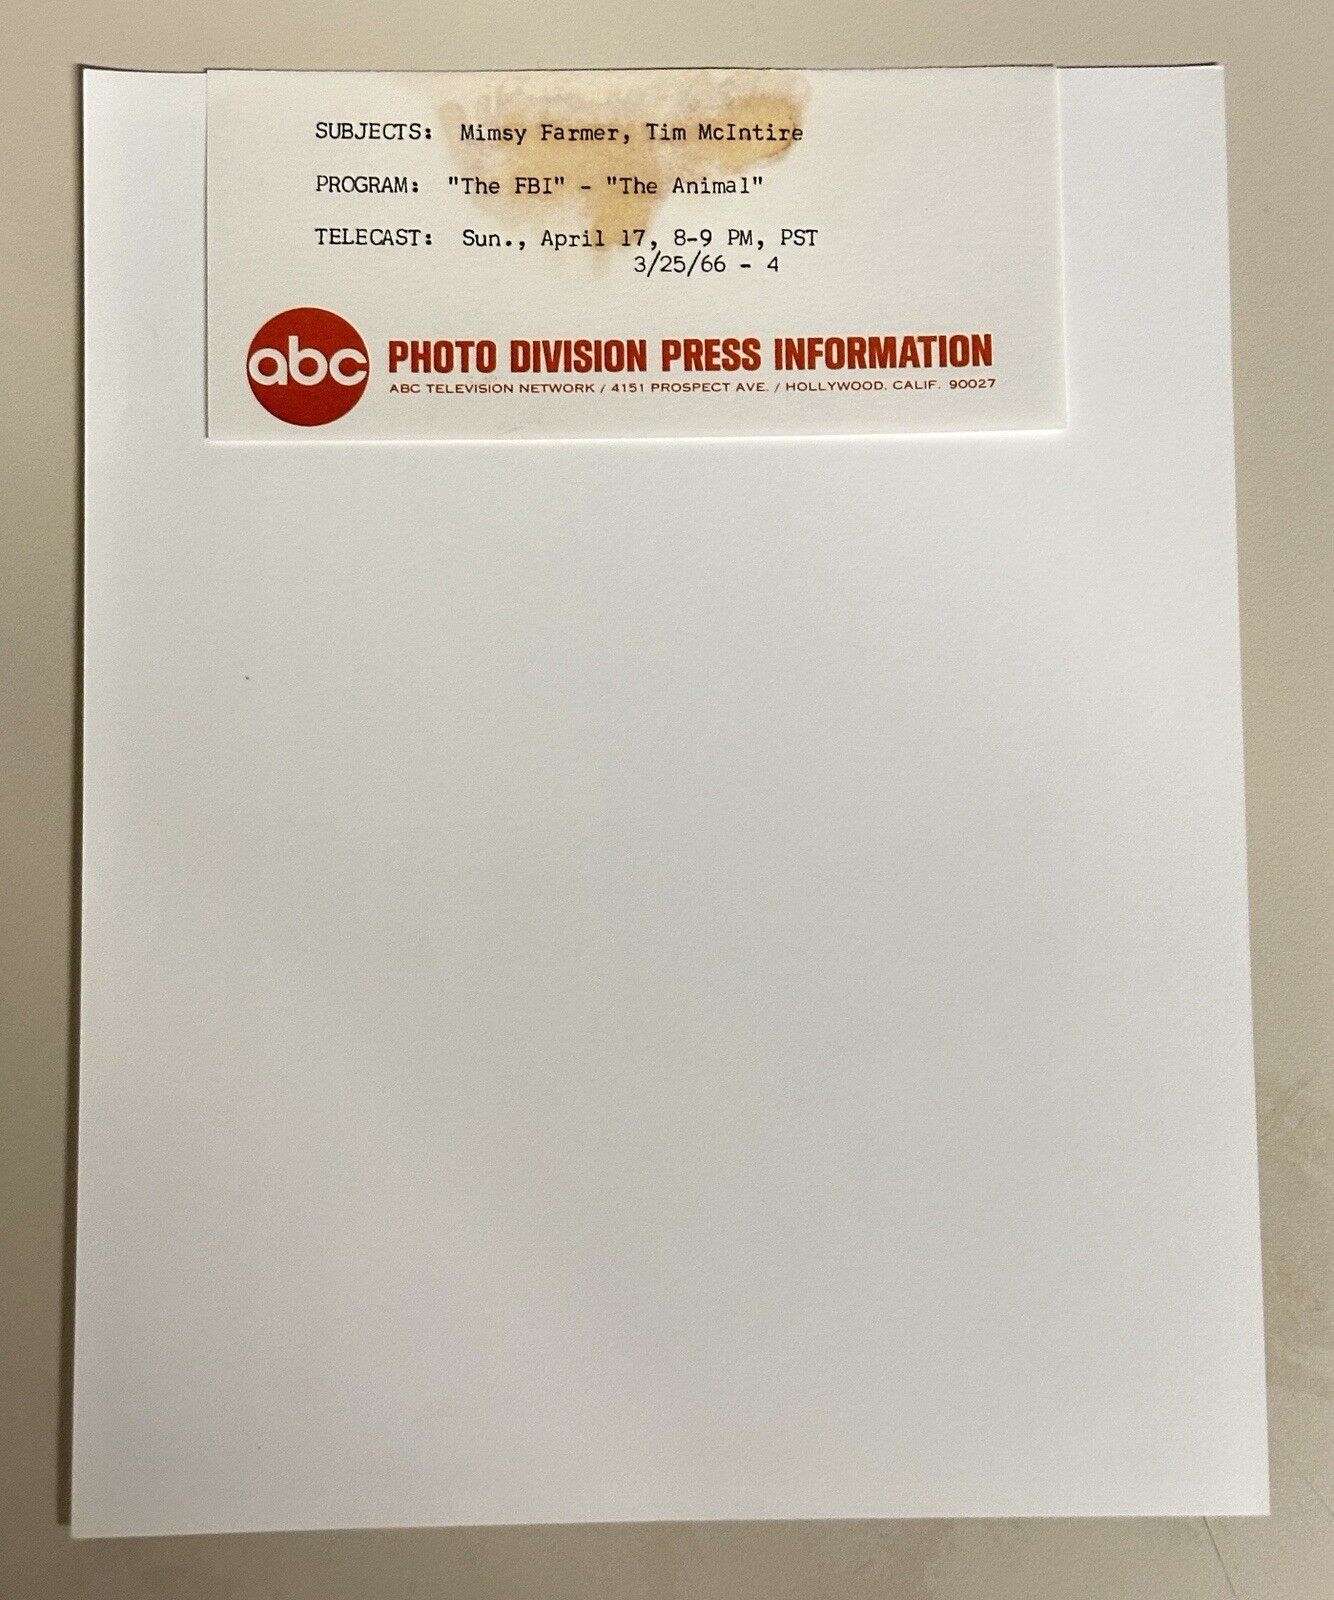 SUBJECTS: Mimsy Farmer, Tim McIntire
PROGRAM: "The FBI" - "The Animal"
TELECAST: Sun., April 17, 8-9 PM, PST
3/25/66 - 4
abc PHOTO DIVISION PRESS INFORMATION
ABC TELEVISION NETWORK / 4151 PROSPECT AVE. / HOLLYWOOD, CALIF. 90027